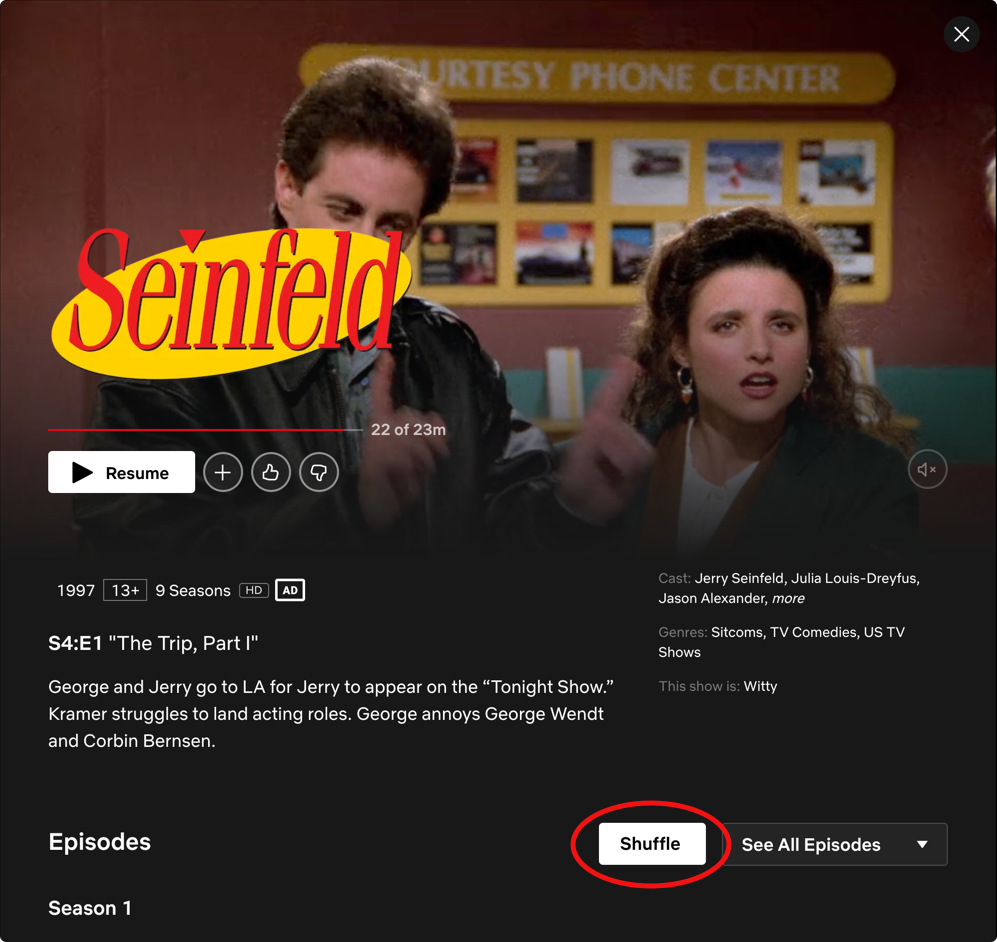 COURTESY PHONE CENTER
Seinfeld
22 of 23m
Resume
1997 13+ 9 Seasons HD AD
S4:E1 "The Trip, Part I"
George and Jerry go to LA for Jerry to appear on the “Tonight Show.”
Kramer struggles to land acting roles. George annoys George Wendt
and Corbin Bernsen.
Cast: Jerry Seinfeld, Julia Louis-Dreyfus,
Jason Alexander, more
Genres: Sitcoms, TV Comedies, US TV
Shows
This show is: Witty
Episodes
Shuffle
See All Episodes
Season 1